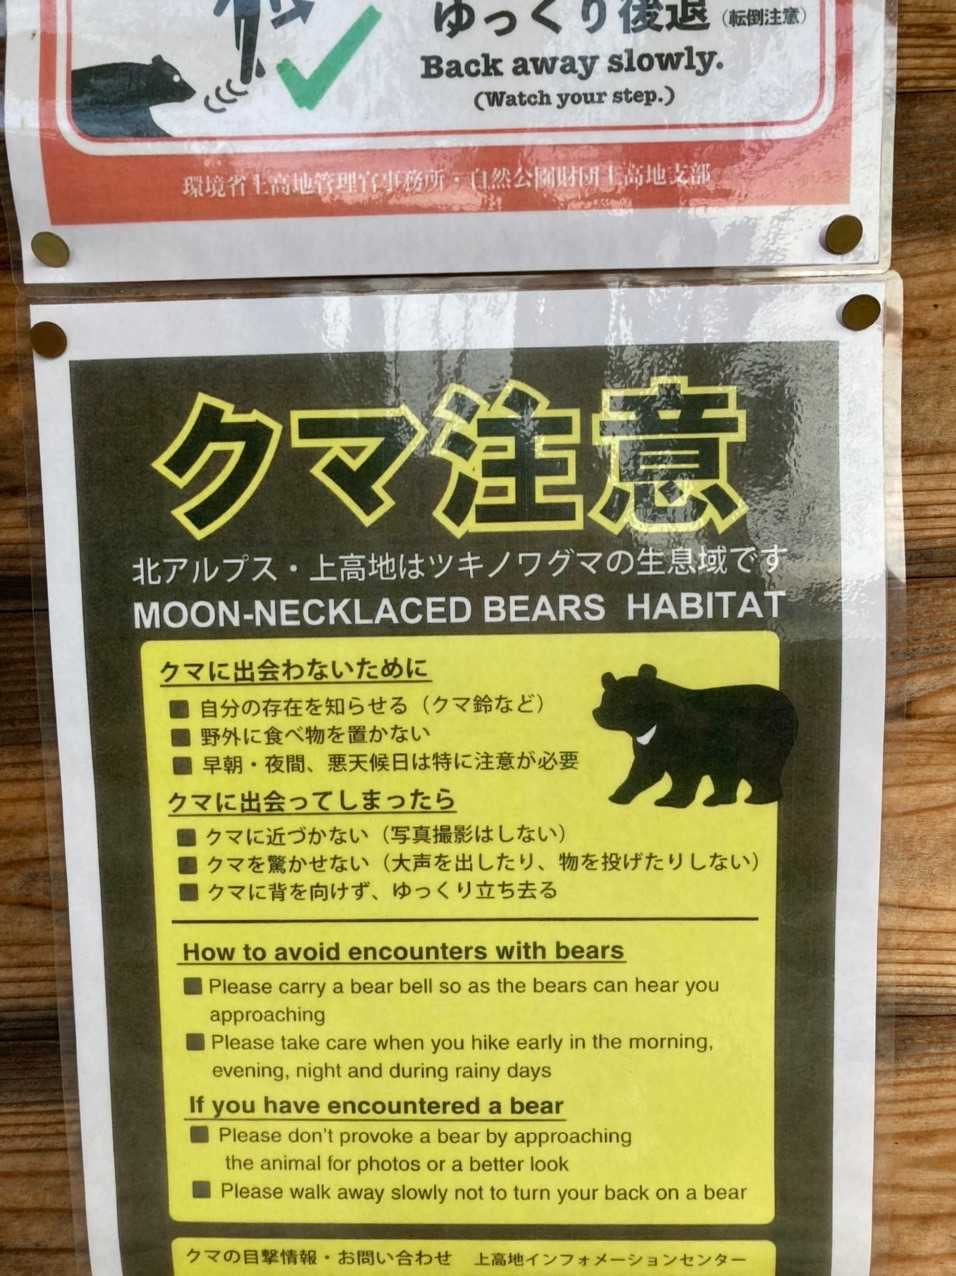 ゆっくり後退（転倒注意）
Back away slowly.
(Watch your step.)
環境省上高地管理官事務所・自然公園財団上高地支部
クマ注意
北アルプス・上高地はツキノワグマの生息域です
MOON-NECKLACED BEARS HABITAT
クマに出会わないために
■ 自分の存在を知らせる（クマ鈴など）
■ 野外に食べ物を置かない
■ 早朝・夜間、悪天候日は特に注意が必要
クマに出会ってしまったら
■ クマに近づかない（写真撮影はしない）
■ クマを驚かせない（大声を出したり、物を投げたりしない）
■ クマに背を向けず、ゆっくり立ち去る
How to avoid encounters with bears
■ Please carry a bear bell so as the bears can hear you
approaching
■ Please take care when you hike early in the morning,
evening, night and during rainy days
If you have encountered a bear
■ Please don't provoke a bear by approaching
the animal for photos or a better look
■ Please walk away slowly not to turn your back on a bear
クマの目撃情報・お問い合わせ 上高地インフォメーションセンター